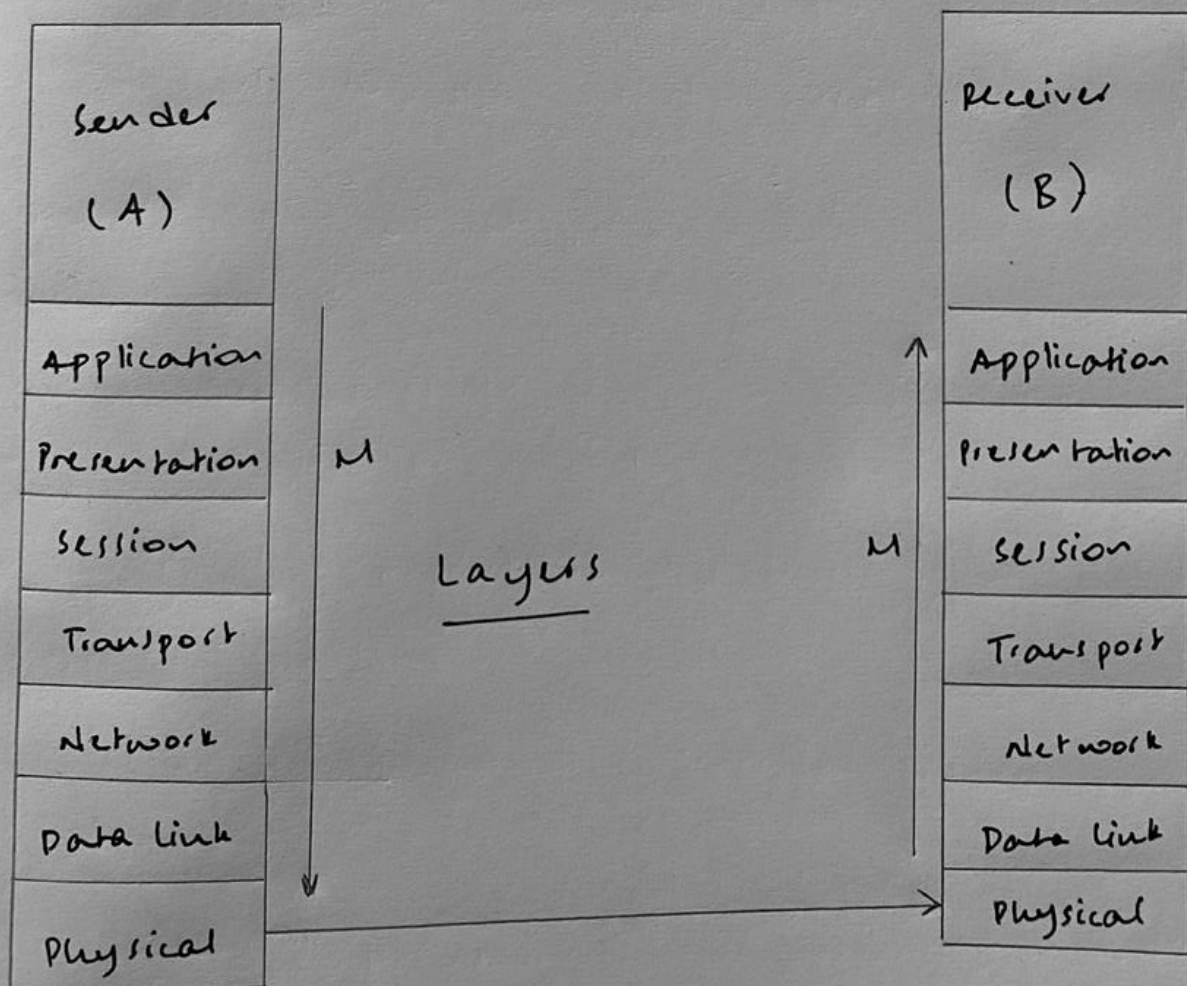 Sender
(A)
Application
Presentation
Session
Transport
Network
Data Link
Physical
M
Layers
M
Receiver
(B)
Application
Presentation
Session
Transport
Network
Data Link
Physical